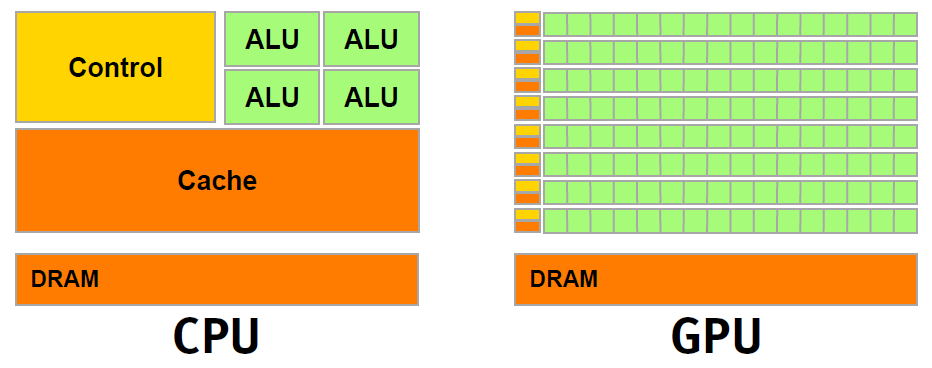 Control
ALU ALU
ALU ALU
Cache
DRAM
CPU
DRAM
GPU